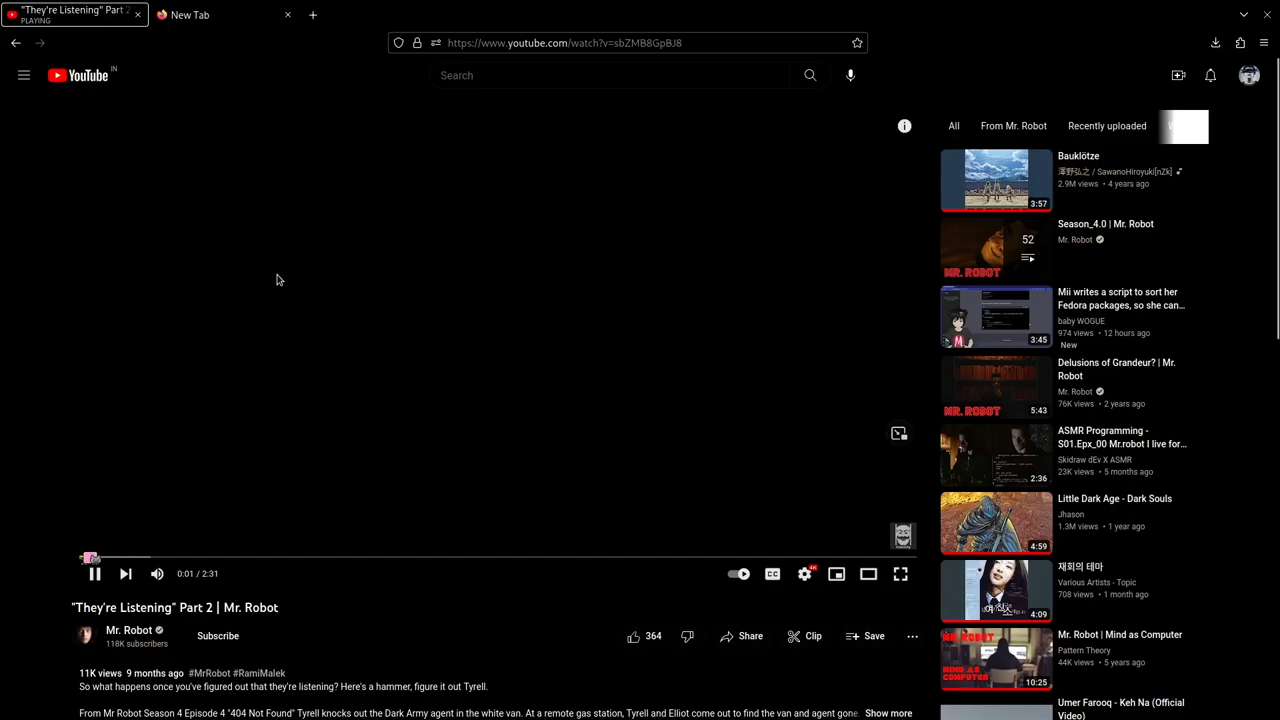 "They're Listening" Part 2
PLAYING
New Tab
https://www.youtube.com/watch?v=sbZMB8GpBJ8
YouTube IN
Search
All
From Mr. Robot
Recently uploaded
Bauklötze
澤野弘之 / SawanoHiroyuki[nZk]
2.9M views • 4 years ago
3:57
Season_4.0 | Mr. Robot
Mr. Robot
52
MR. ROBOT
Mii writes a script to sort her
Fedora packages, so she can...
baby WOGUE
974 views • 12 hours ago
New
3:45
Delusions of Grandeur? | Mr.
Robot
Mr. Robot
76K views • 2 years ago
MR. ROBOT
5:43
ASMR Programming -
S01.Epx_00 Mr.robot I live for...
Skidraw dEv X ASMR
23K views • 5 months ago
2:36
Little Dark Age - Dark Souls
Jhason
1.3M views • 1 year ago
4:59
재회의 테마
Various Artists - Topic
708 views • 1 month ago
4:09
Mr. Robot | Mind as Computer
Pattern Theory
44K views • 5 years ago
MR. ROBOT
MIND AS
COMPUTER
10:25
Umer Farooq - Keh Na (Official
Video)
0:01 / 2:31
CC
4K
"They're Listening" Part 2 | Mr. Robot
Mr. Robot
118K subscribers
Subscribe
364
Share
Clip
Save
11K views 9 months ago #MrRobot #RamiMalek
So what happens once you've figured out that they're listening? Here's a hammer, figure it out Tyrell.
From Mr Robot Season 4 Episode 4 "404 Not Found" Tyrell knocks out the Dark Army agent in the white van. At a remote gas station, Tyrell and Elliot come out to find the van and agent gone. Show more